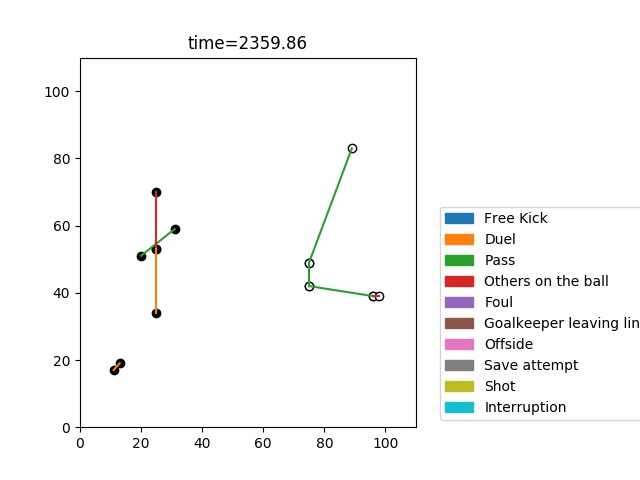 time=2359.86
100
80
60
40
20
0
0 20 40 60 80 100
Free Kick
Duel
Pass
Others on the ball
Foul
Goalkeeper leaving lin
Offside
Save attempt
Shot
Interruption